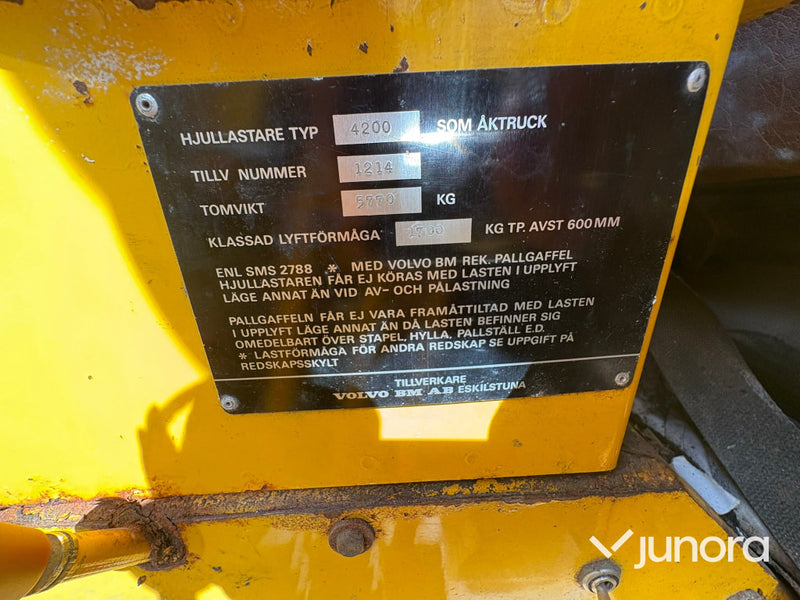 HJULLASTARE TYP 4200 SOM ÅKTRUCK
TILLV NUMMER 1214
TOMVIKT 5770 KG
KLASSAD LYFTFÖRMÅGA KG TP. AVST 600 MM
ENL SMS 2788 * MED VOLVO BM REK. PALLGAFFEL
HJULLASTAREN FÅR EJ KÖRAS MED LASTEN I UPPLYFT
LÄGE ANNAT ÄN VID AV- OCH PÅLASTNING
PALLGAFFELN FÅR EJ VARA FRAMÅTTILTAD MED LASTEN
I UPPLYFT LÄGE ANNAT ÄN DÅ LASTEN BEFINNER SIG
OMEDELBART ÖVER STAPEL, HYLLA, PALLSTÄLL E.D.
* LASTFÖRMÅGA FÖR ANDRA REDSKAP SE UPPGIFT PÅ
REDSKAPSSKYLT
TILLVERKARE
VOLVO BM AB ESKILSTUNA
junora